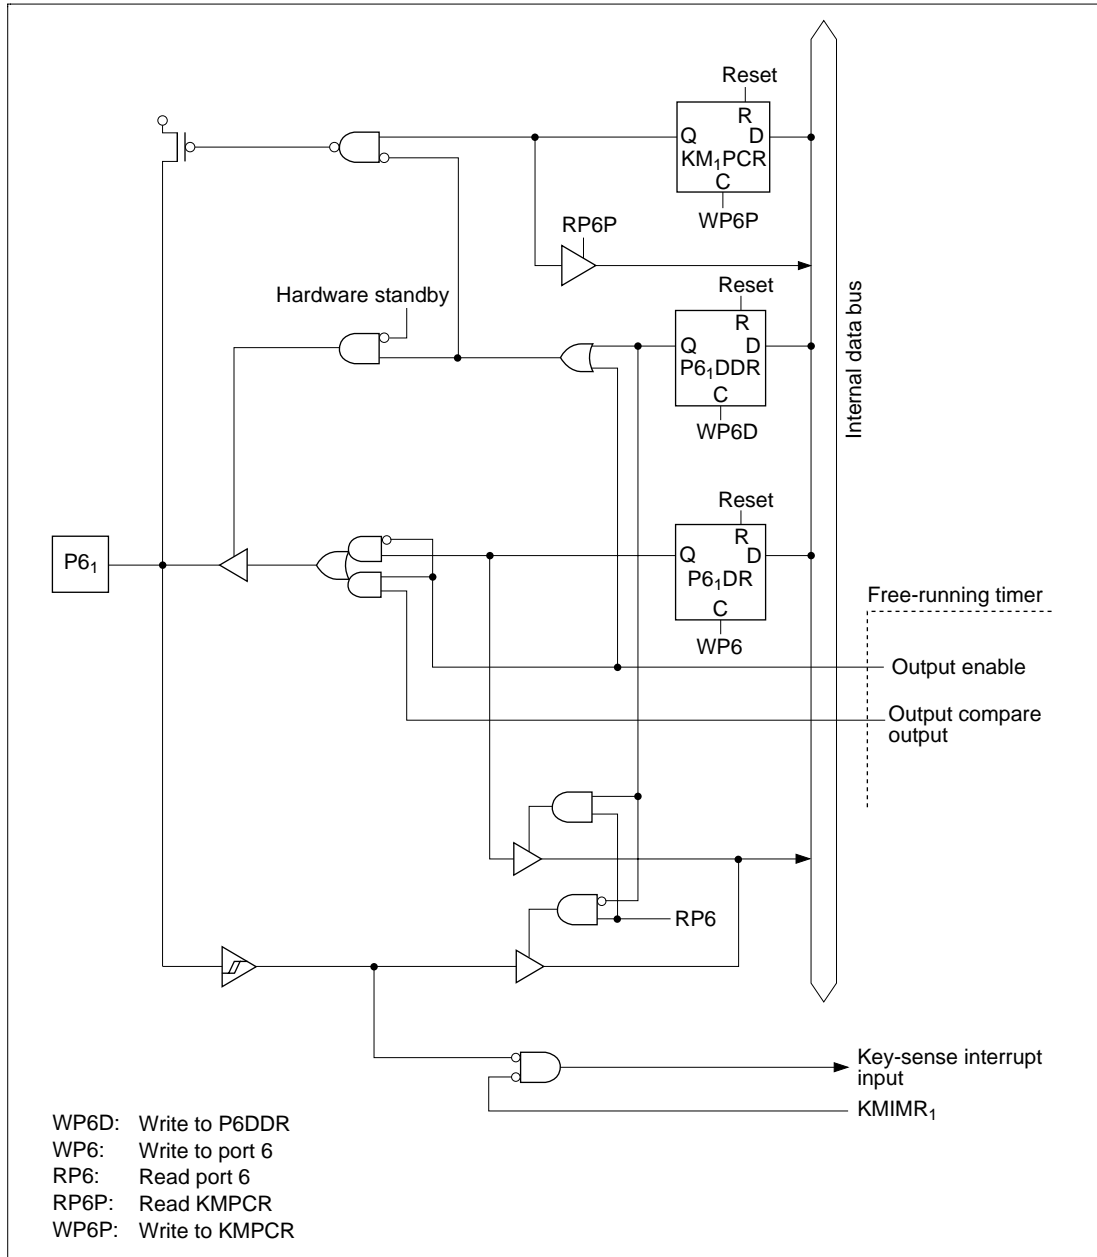 Reset
R
Q D
KM₁PCR
C
WP6P
RP6P
Hardware standby
Reset
R
Q D
P6₁DDR
C
WP6D
Internal data bus
Reset
R
Q D
P6₁DR
C
WP6
P6₁
Free-running timer
Output enable
Output compare
output
RP6
Key-sense interrupt
input
KMIMR₁
WP6D: Write to P6DDR
WP6: Write to port 6
RP6: Read port 6
RP6P: Read KMPCR
WP6P: Write to KMPCR